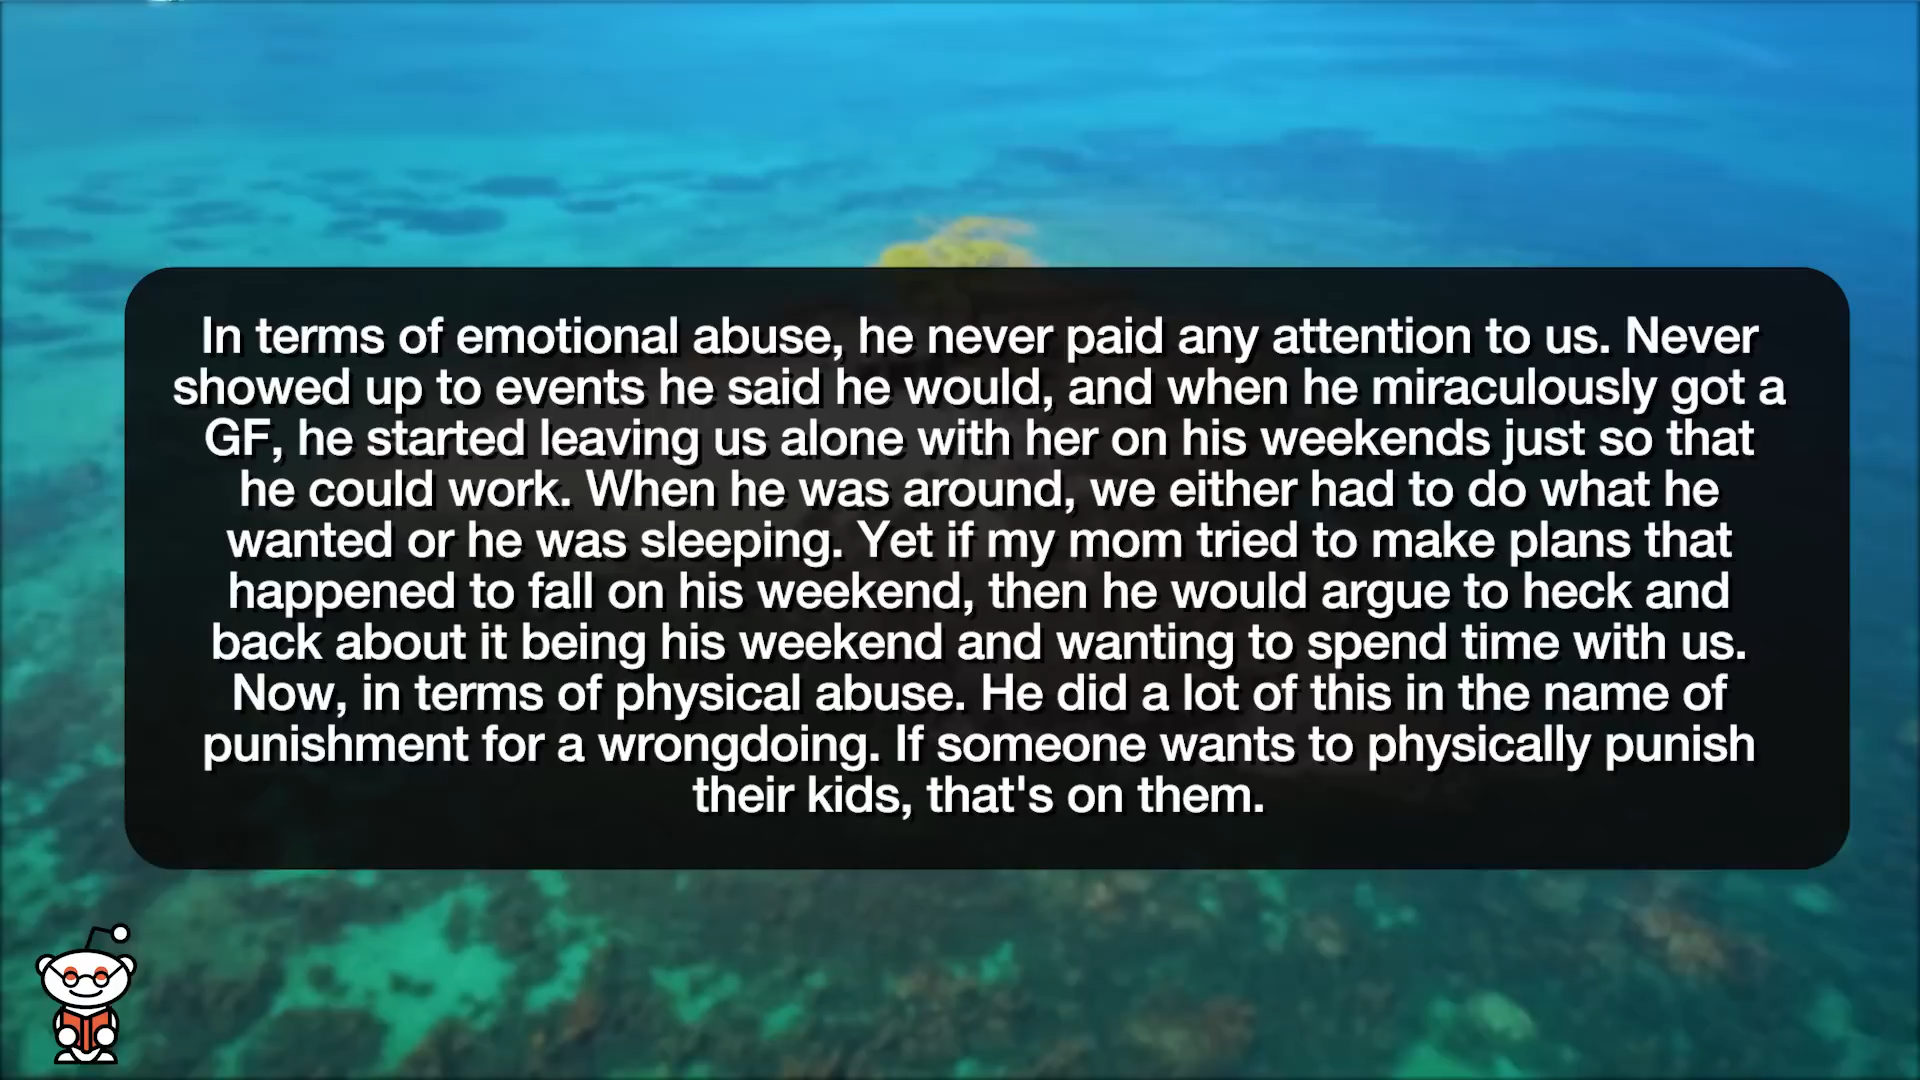 In terms of emotional abuse, he never paid any attention to us. Never
showed up to events he said he would, and when he miraculously got a
GF, he started leaving us alone with her on his weekends just so that
he could work. When he was around, we either had to do what he
wanted or he was sleeping. Yet if my mom tried to make plans that
happened to fall on his weekend, then he would argue to heck and
back about it being his weekend and wanting to spend time with us.
Now, in terms of physical abuse. He did a lot of this in the name of
punishment for a wrongdoing. If someone wants to physically punish
their kids, that's on them.